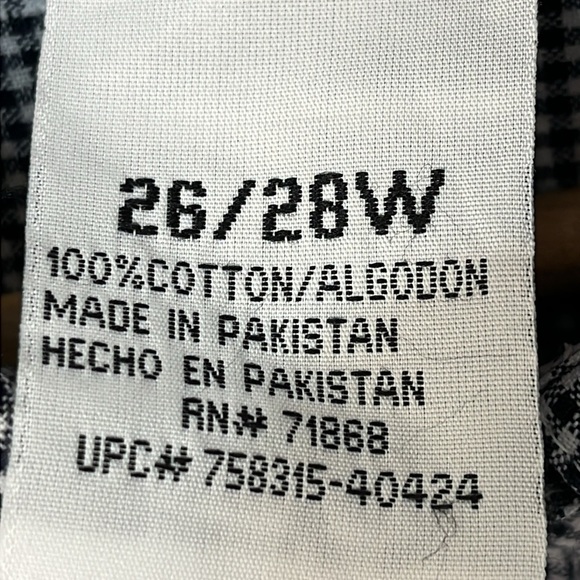 26/28W
100%COTTON/ALGODON
MADE IN PAKISTAN
HECHO EN PAKISTAN
RN# 71868
UPC# 758315-40424